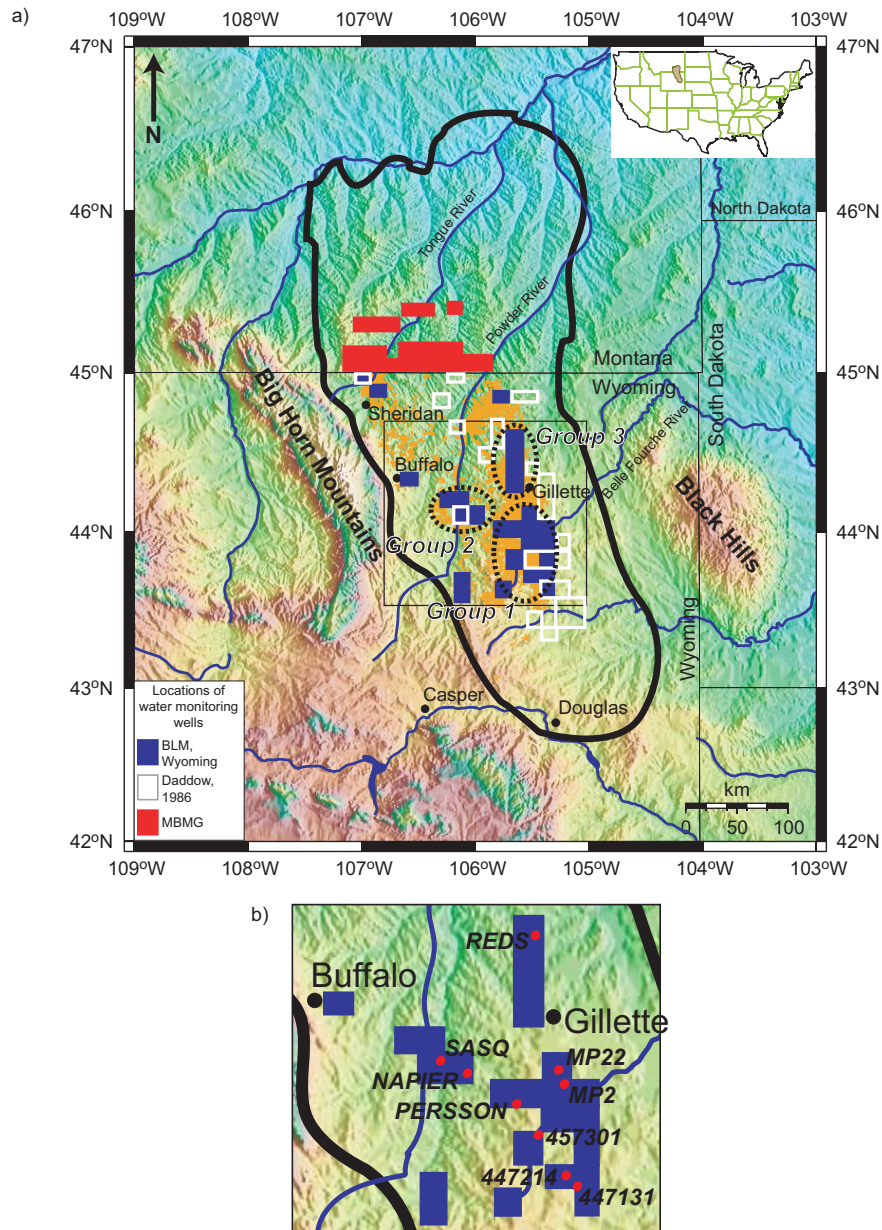 a)
109°W
108°W
107°W
106°W
105°W
104°W
103°W
47°N
47°N
N
46°N
46°N
North Dakota
Tongue River
Powder River
45°N
45°N
Montana
Wyoming
South Dakota
Big Horn Mountains
Sheridan
Group 3
Belle Fourche River
Buffalo
Gillette
44°N
44°N
Black Hills
Group 2
Group 1
Wyoming
43°N
43°N
Locations of
water monitoring
wells
BLM,
Wyoming
Daddow,
1986
MBMG
Casper
Douglas
km
0 50 100
42°N
42°N
109°W
108°W
107°W
106°W
105°W
104°W
103°W
b)
REDS
Buffalo
Gillette
SASQ
MP22
NAPIER
MP2
PERSSON
457301
447214
447131